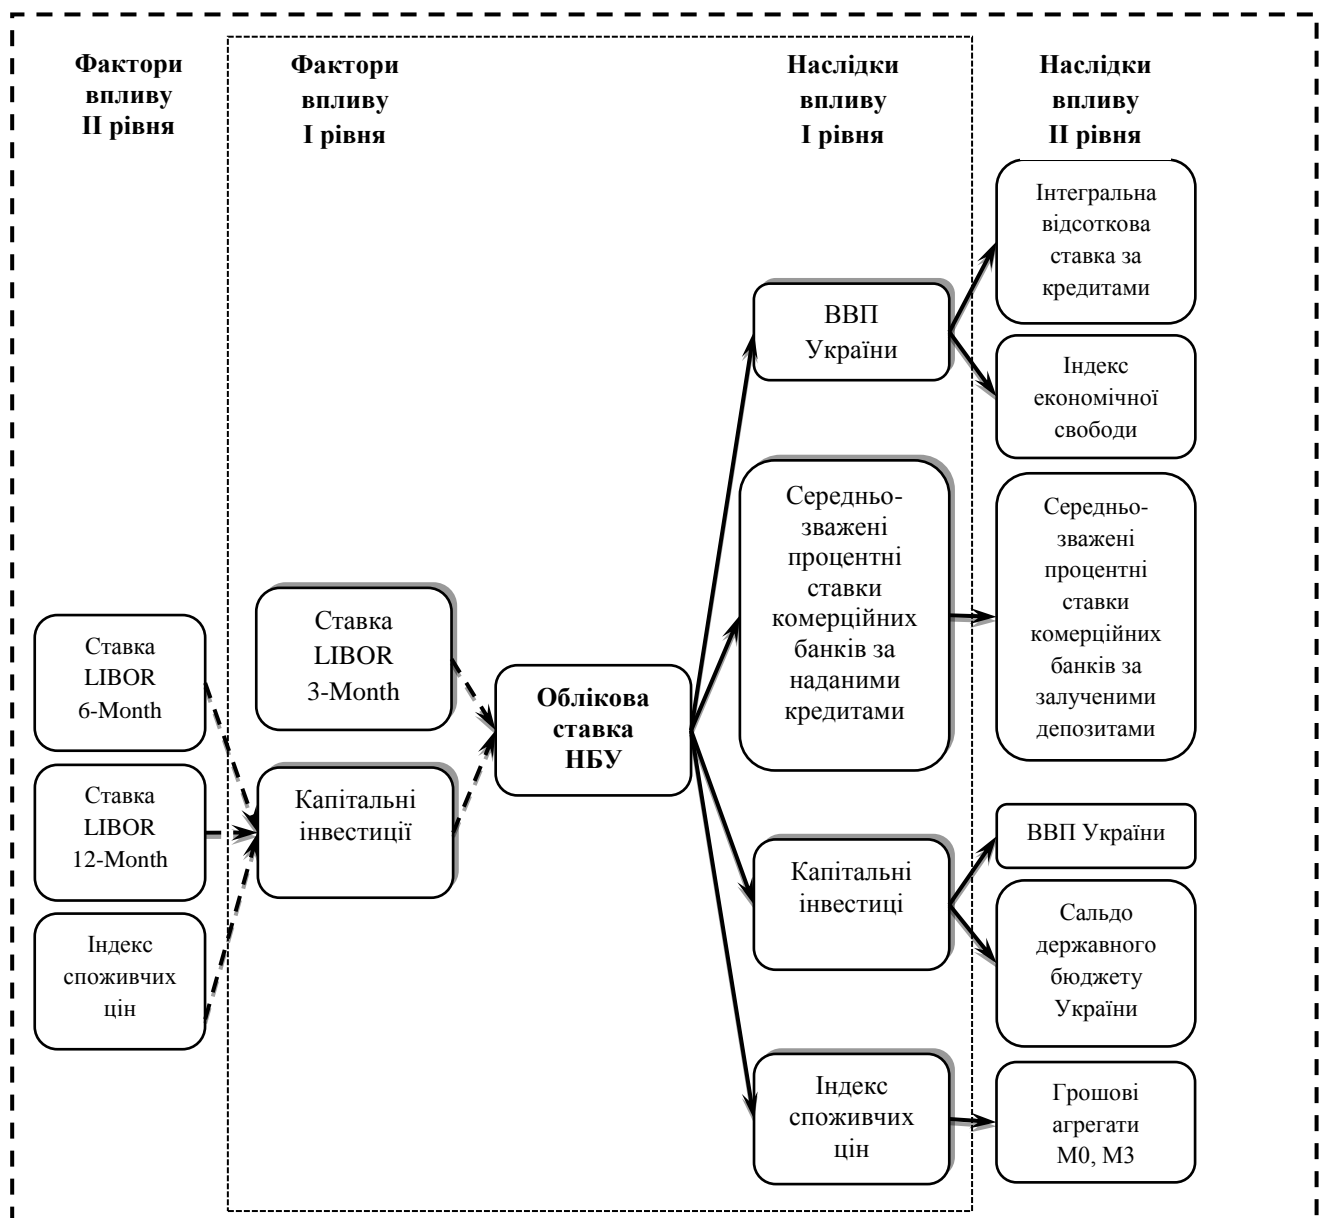 Фактори
впливу
II рівня
Фактори
впливу
I рівня
Наслідки
впливу
I рівня
Наслідки
впливу
II рівня
Ставка
LIBOR
6-Month
Ставка
LIBOR
12-Month
Індекс
споживчих
цін
Ставка
LIBOR
3-Month
Капітальні
інвестиції
Облікова
ставка
НБУ
ВВП
України
Середньо-
зважені
процентні
ставки
комерційних
банків за
наданими
кредитами
Капітальні
інвестиці
Індекс
споживчих
цін
Інтегральна
відсоткова
ставка за
кредитами
Індекс
економічної
свободи
Середньо-
зважені
процентні
ставки
комерційних
банків за
залученими
депозитами
ВВП України
Сальдо
державного
бюджету
України
Грошові
агрегати
М0, М3